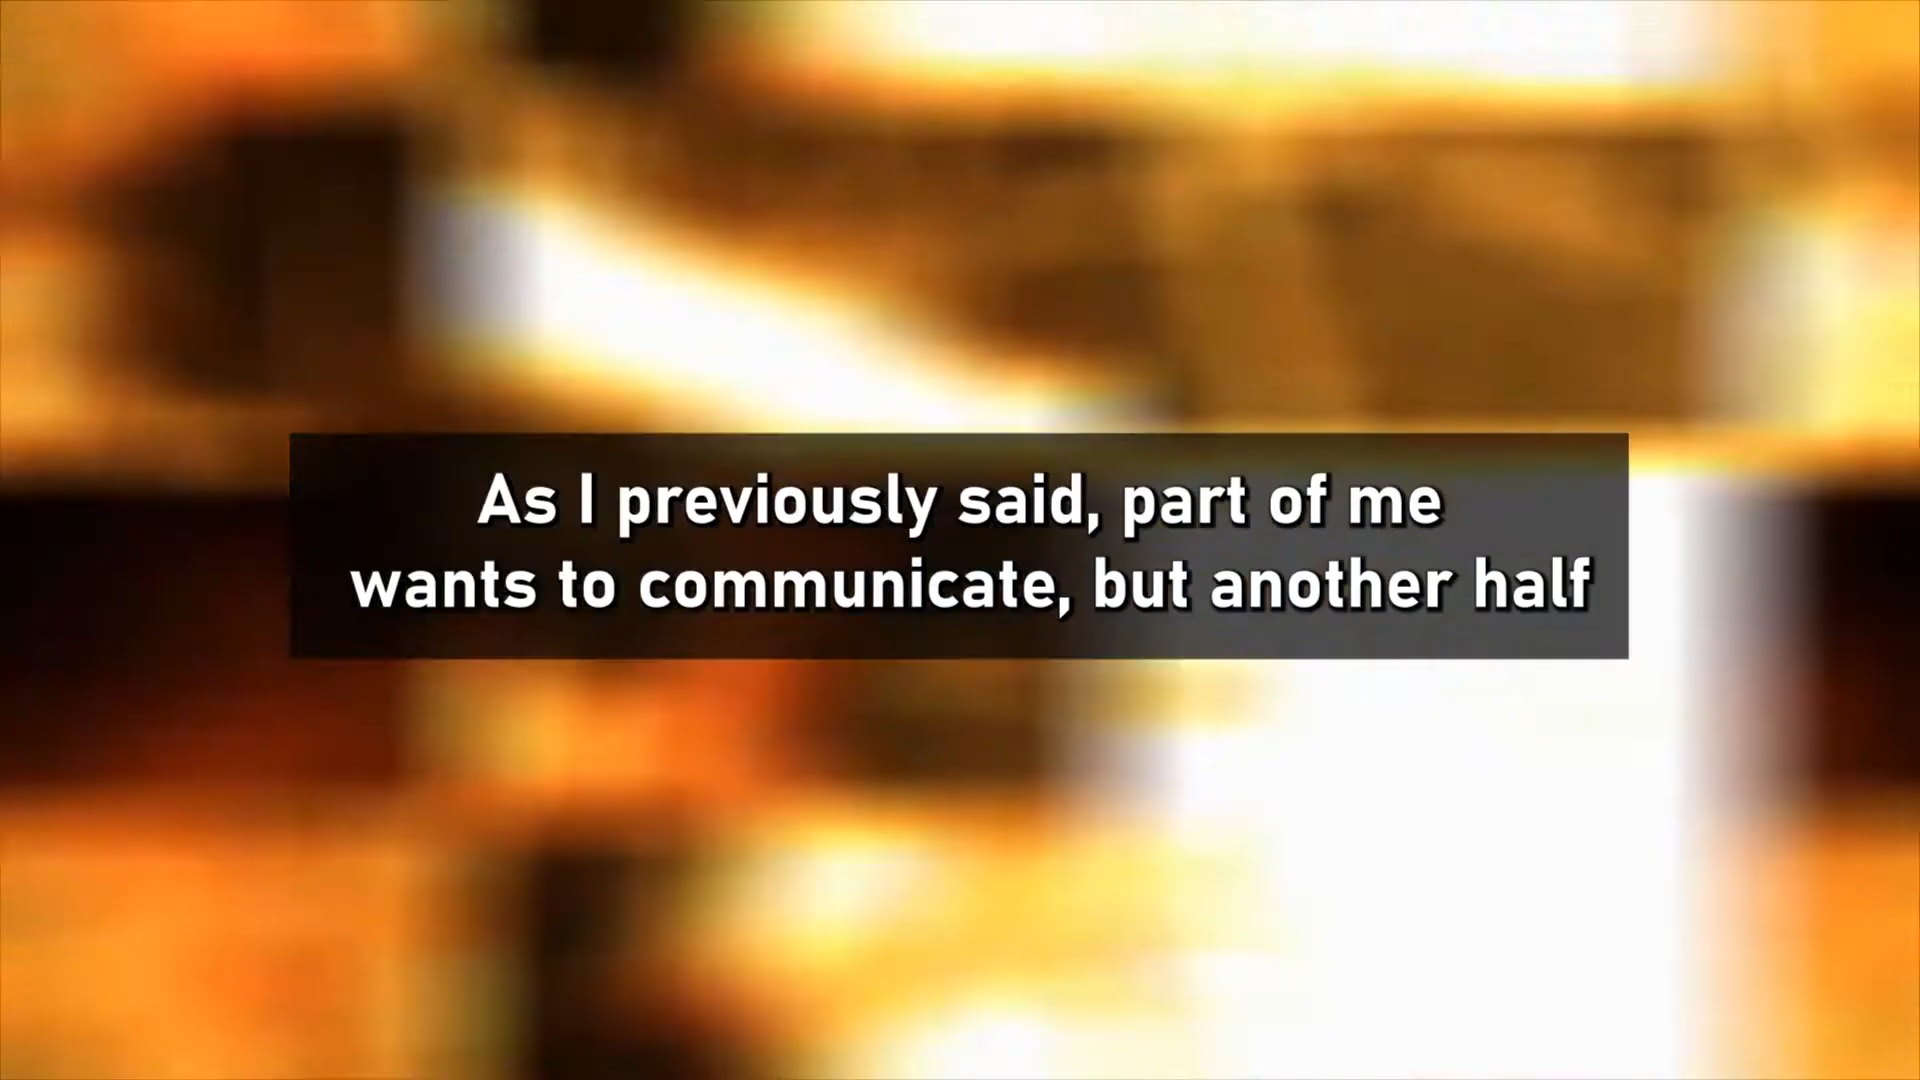 As I previously said, part of me
wants to communicate, but another half